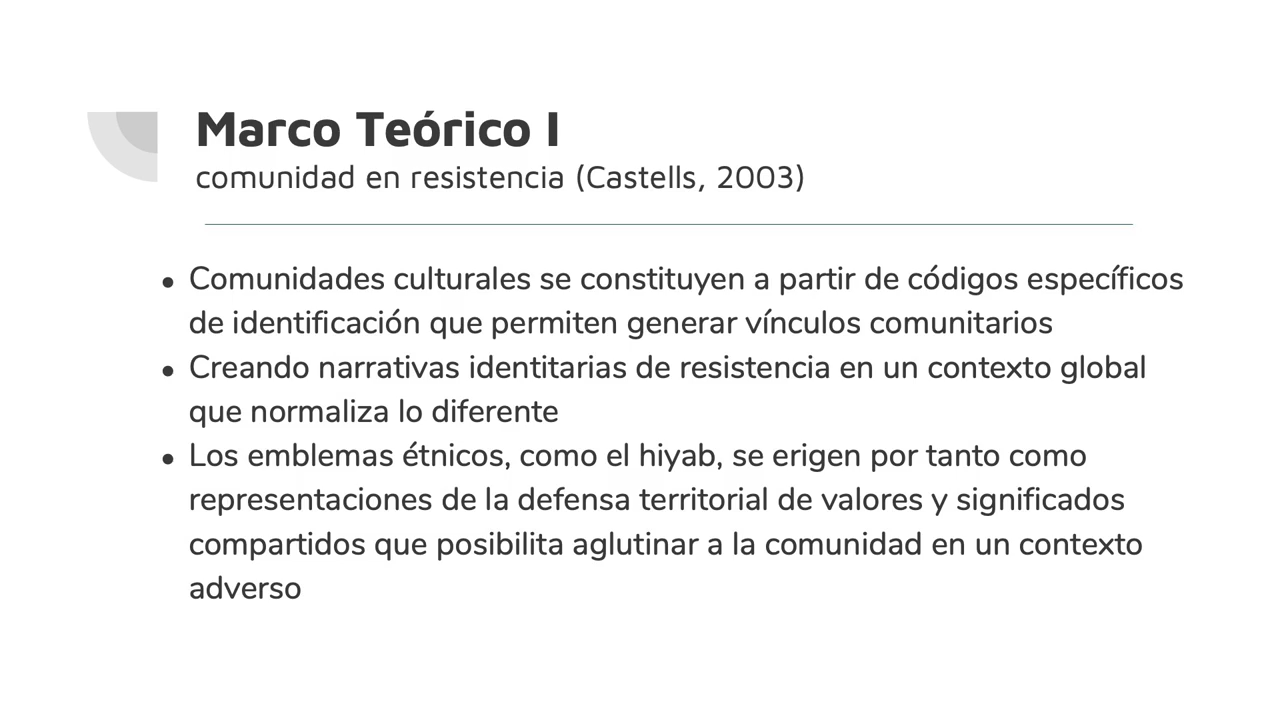 Marco Teórico I
comunidad en resistencia (Castells, 2003)
● Comunidades culturales se constituyen a partir de códigos específicos
de identificación que permiten generar vínculos comunitarios
● Creando narrativas identitarias de resistencia en un contexto global
que normaliza lo diferente
● Los emblemas étnicos, como el hiyab, se erigen por tanto como
representaciones de la defensa territorial de valores y significados
compartidos que posibilita aglutinar a la comunidad en un contexto
adverso